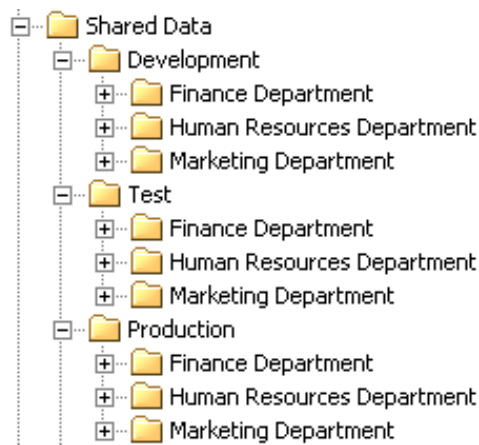 Shared Data
Development
Finance Department
Human Resources Department
Marketing Department
Test
Finance Department
Human Resources Department
Marketing Department
Production
Finance Department
Human Resources Department
Marketing Department